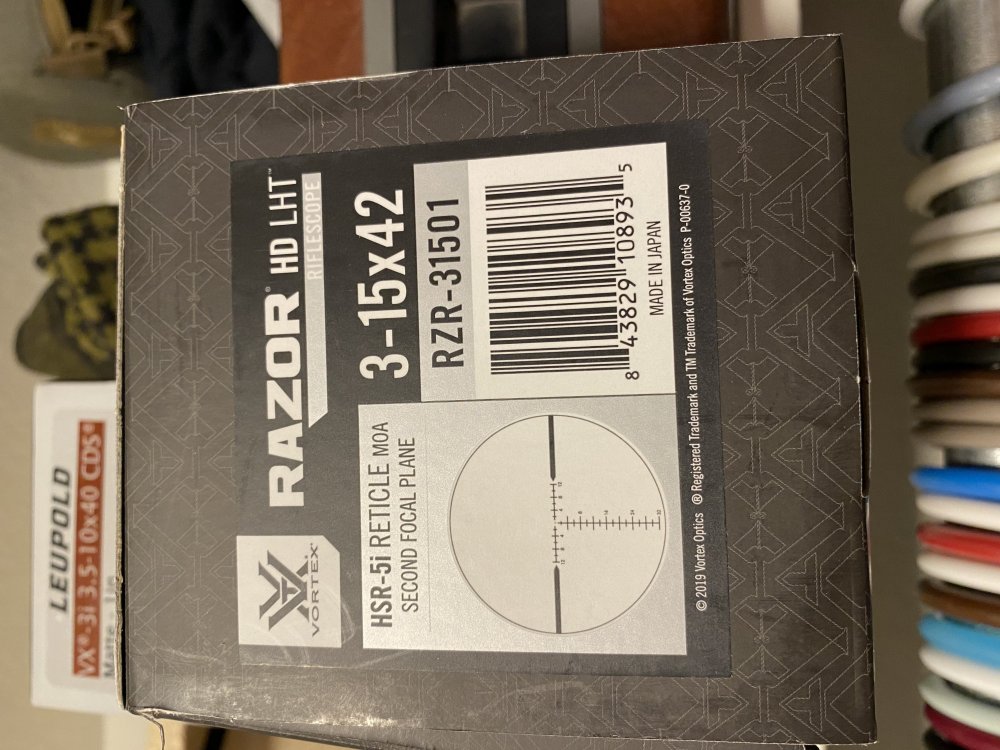 VORTEX®
RAZOR® HD LHT™
RIFLESCOPE
HSR-5i RETICLE MOA
SECOND FOCAL PLANE
3-15x42
RZR-31501
8 43829 10893 5
MADE IN JAPAN
© 2019 Vortex Optics ® Registered Trademark and TM Trademark of Vortex Optics P-00637-0
LEUPOLD®
VX®-3i 3.5-10x40 CDS®
Matte